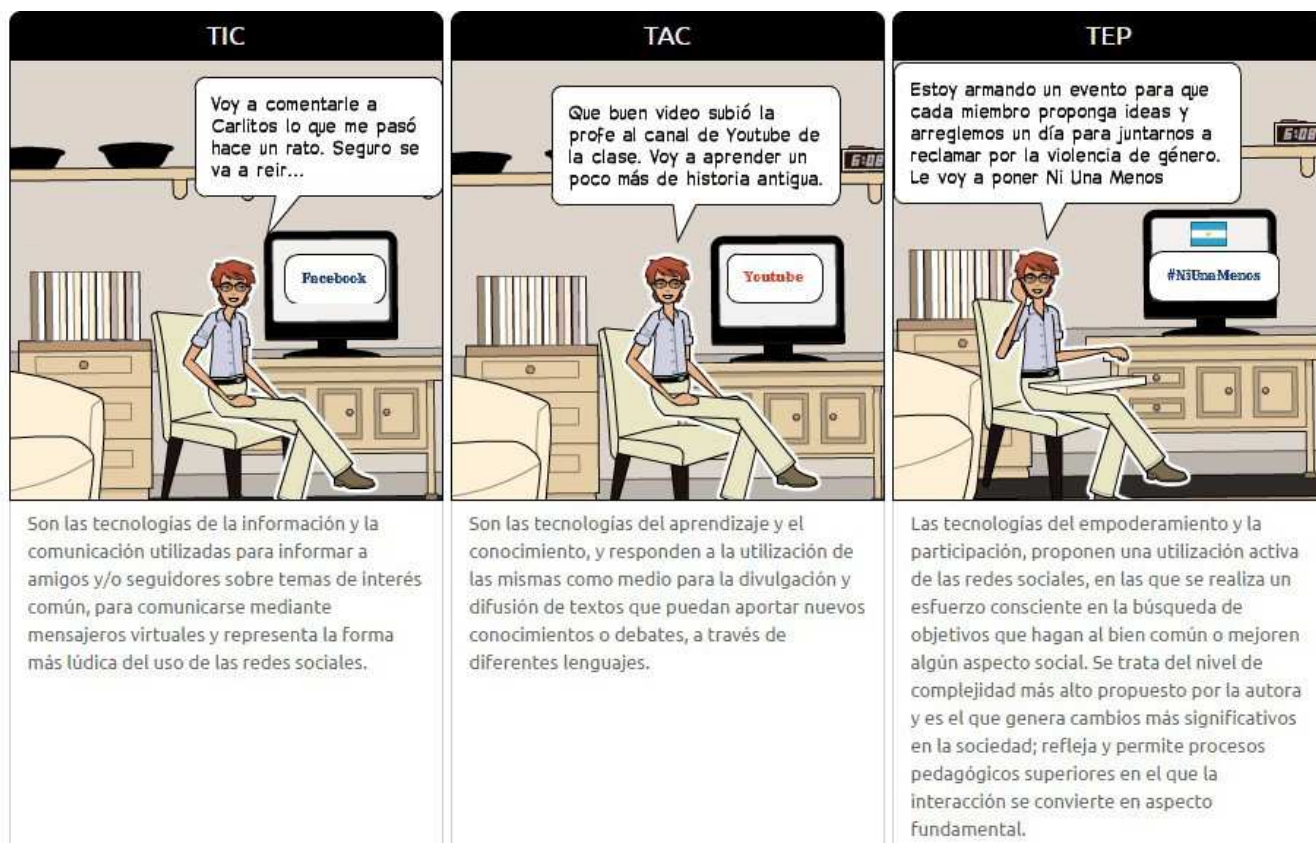 TIC
Voy a comentarle a
Carlitos lo que me pasó
hace un rato. Seguro se
va a reir...
Facebook
Son las tecnologías de la información y la
comunicación utilizadas para informar a
amigos y/o seguidores sobre temas de interés
común, para comunicarse mediante
mensajeros virtuales y representa la forma
más lúdica del uso de las redes sociales.
TAC
Que buen video subió la
profe al canal de Youtube de
la clase. Voy a aprender un
poco más de historia antigua.
6:08
Youtube
Son las tecnologías del aprendizaje y el
conocimiento, y responden a la utilización de
las mismas como medio para la divulgación y
difusión de textos que puedan aportar nuevos
conocimientos o debates, a través de
diferentes lenguajes.
TEP
Estoy armando un evento para que
cada miembro proponga ideas y
arreglemos un día para juntarnos a
reclamar por la violencia de género.
Le voy a poner Ni Una Menos
6:08
#NiUnaMenos
Las tecnologías del empoderamiento y la
participación, proponen una utilización activa
de las redes sociales, en las que se realiza un
esfuerzo consciente en la búsqueda de
objetivos que hagan al bien común o mejoren
algún aspecto social. Se trata del nivel de
complejidad más alto propuesto por la autora
y es el que genera cambios más significativos
en la sociedad; refleja y permite procesos
pedagógicos superiores en el que la
interacción se convierte en aspecto
fundamental.